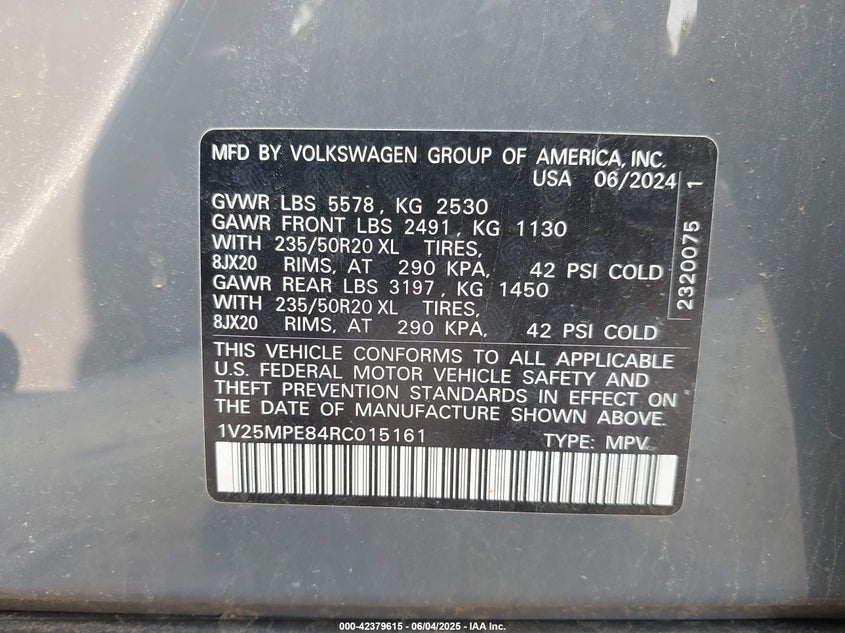 MFD BY VOLKSWAGEN GROUP OF AMERICA, INC.
USA 06/2024
GVWR LBS 5578, KG 2530
GAWR FRONT LBS 2491, KG 1130
WITH 235/50R20 XL TIRES,
8JX20 RIMS, AT 290 KPA, 42 PSI COLD
GAWR REAR LBS 3197, KG 1450
WITH 235/50R20 XL TIRES,
8JX20 RIMS, AT 290 KPA, 42 PSI COLD
2320075 1
THIS VEHICLE CONFORMS TO ALL APPLICABLE
U.S. FEDERAL MOTOR VEHICLE SAFETY AND
THEFT PREVENTION STANDARDS IN EFFECT ON
THE DATE OF MANUFACTURE SHOWN ABOVE.
1V25MPE84RC015161 TYPE: MPV
000-42379615 - 06/04/2025 - IAA Inc.